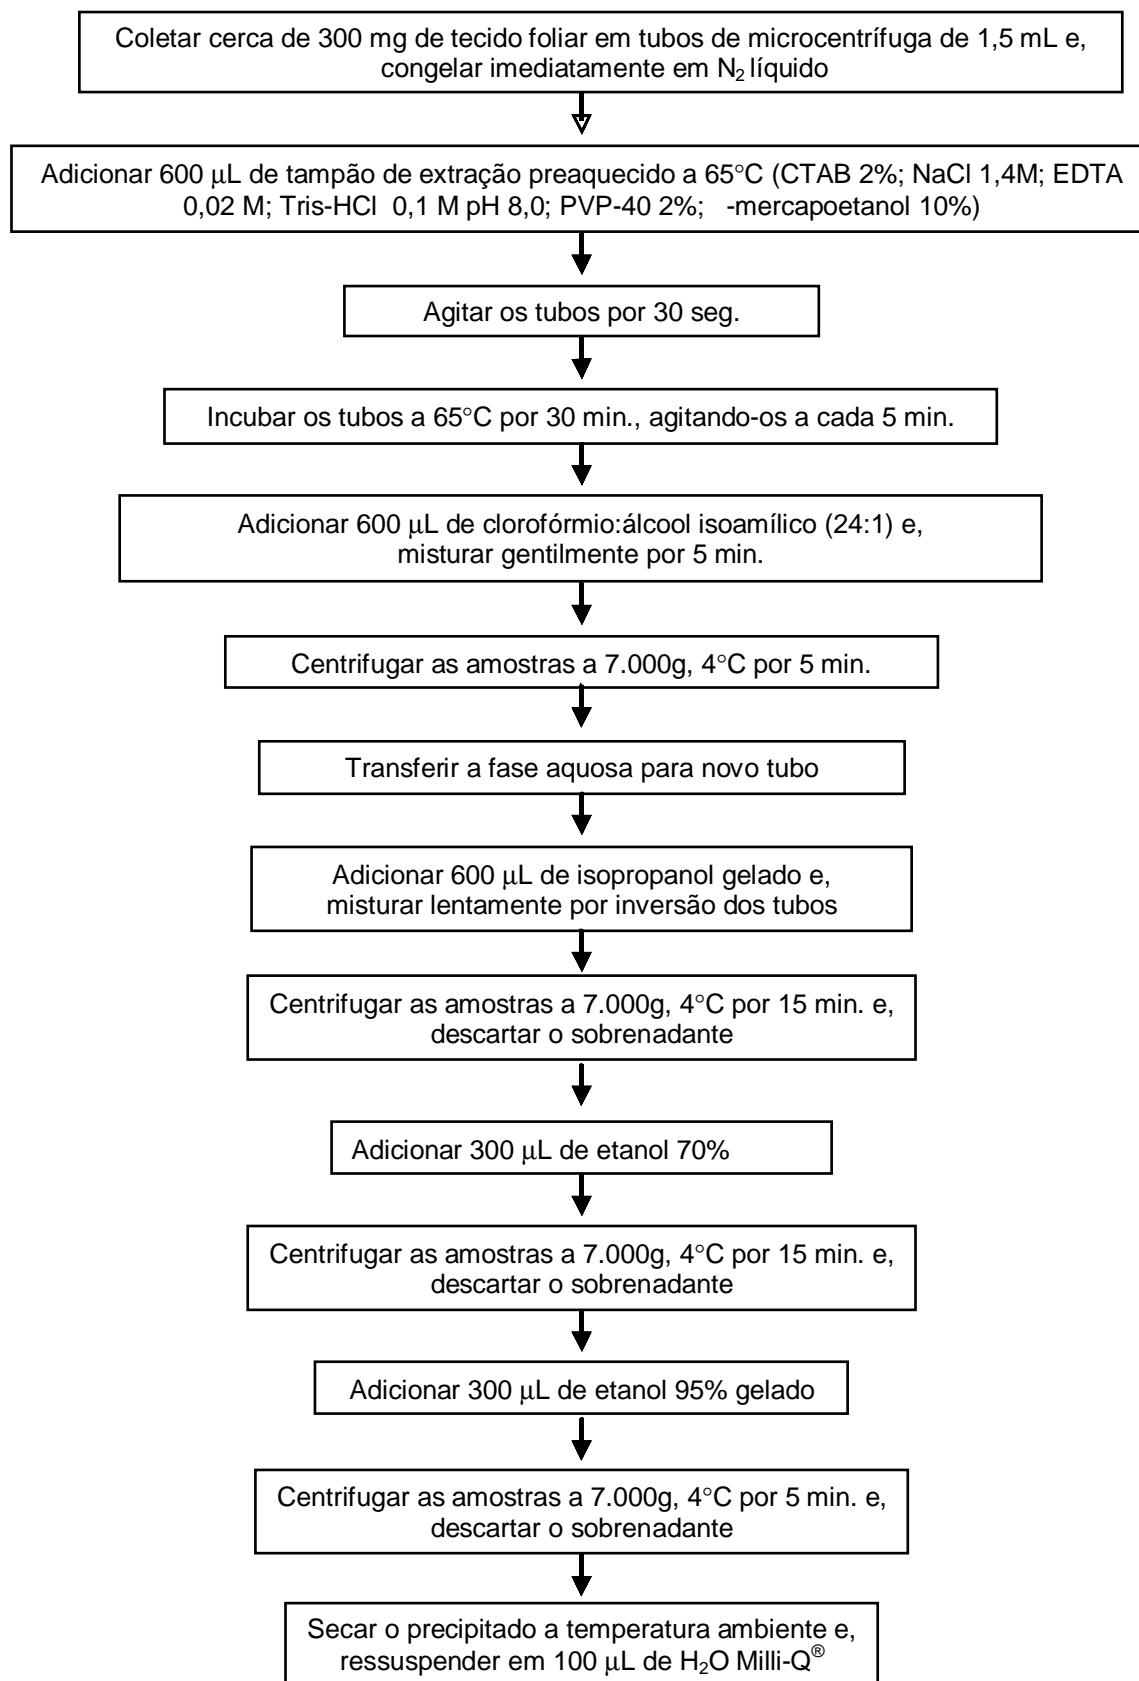 Coletar cerca de 300 mg de tecido foliar em tubos de microcentrífuga de 1,5 mL e,
congelar imediatamente em N₂ líquido
Adicionar 600 μL de tampão de extração preaquecido a 65°C (CTAB 2%; NaCl 1,4M; EDTA
0,02 M; Tris-HCl 0,1 M pH 8,0; PVP-40 2%; -mercapoetanol 10%)
Agitar os tubos por 30 seg.
Incubar os tubos a 65°C por 30 min., agitando-os a cada 5 min.
Adicionar 600 μL de clorofórmio:álcool isoamílico (24:1) e,
misturar gentilmente por 5 min.
Centrifugar as amostras a 7.000g, 4°C por 5 min.
Transferir a fase aquosa para novo tubo
Adicionar 600 μL de isopropanol gelado e,
misturar lentamente por inversão dos tubos
Centrifugar as amostras a 7.000g, 4°C por 15 min. e,
descartar o sobrenadante
Adicionar 300 μL de etanol 70%
Centrifugar as amostras a 7.000g, 4°C por 15 min. e,
descartar o sobrenadante
Adicionar 300 μL de etanol 95% gelado
Centrifugar as amostras a 7.000g, 4°C por 5 min. e,
descartar o sobrenadante
Secar o precipitado a temperatura ambiente e,
ressuspender em 100 μL de H₂O Milli-Q®